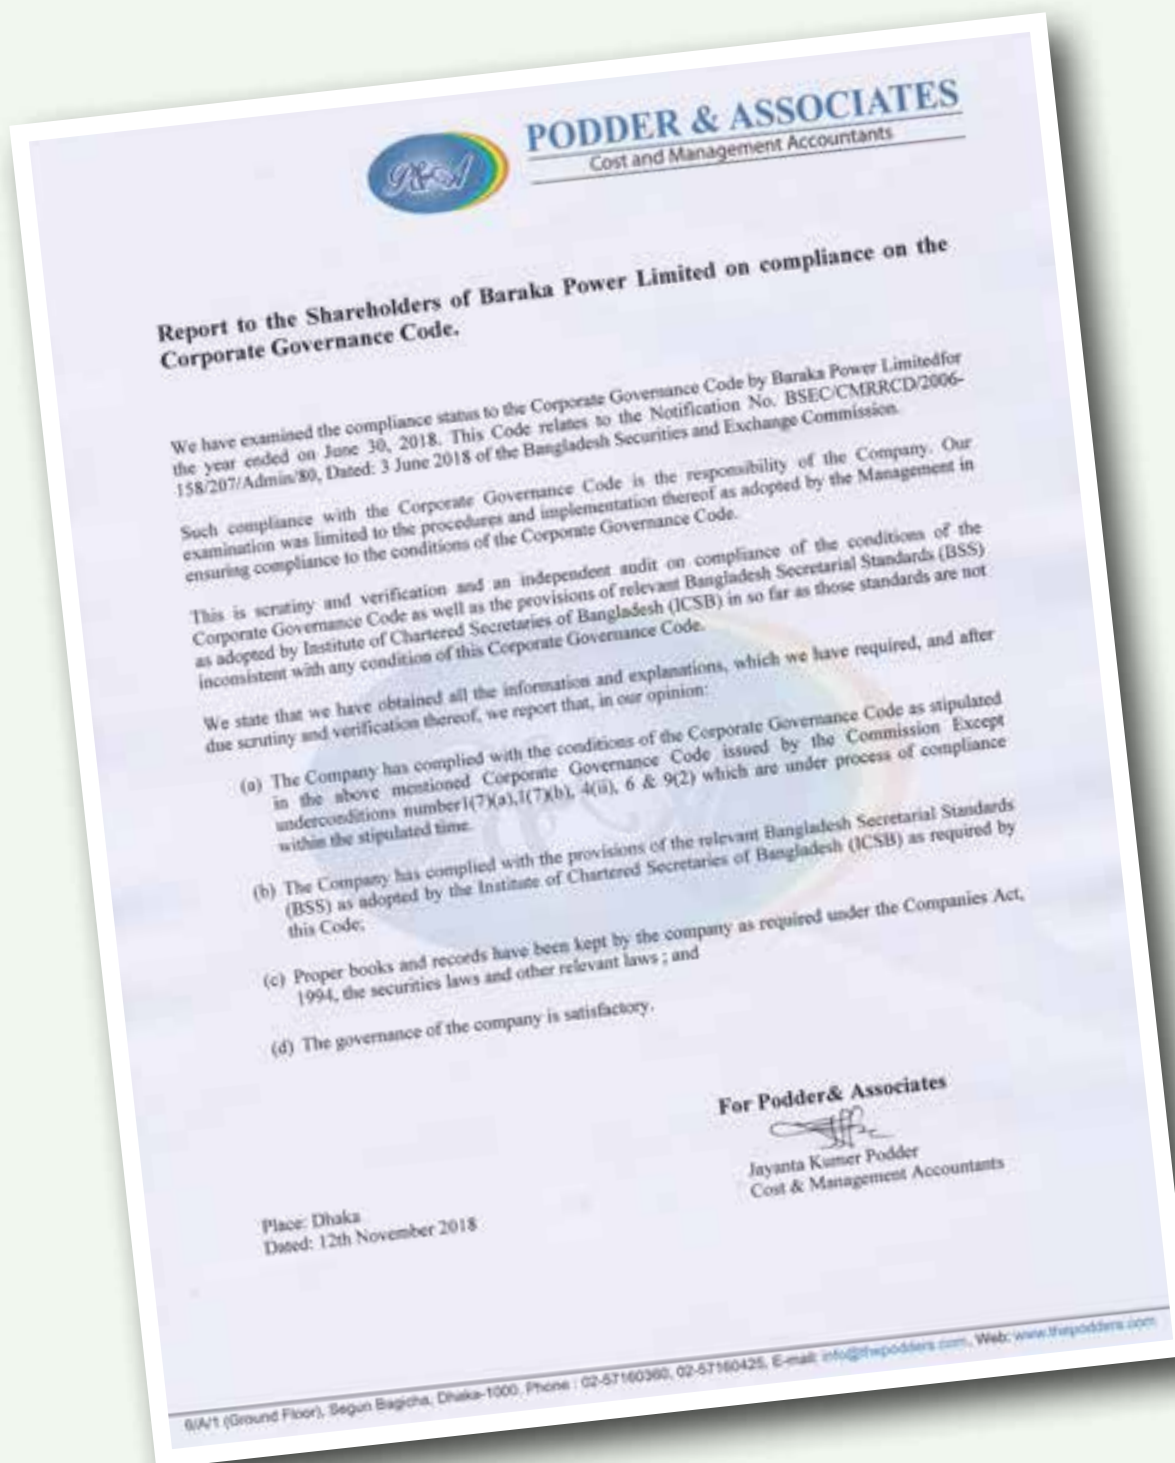 P&A
PODDER & ASSOCIATES
Cost and Management Accountants
Report to the Shareholders of Baraka Power Limited on compliance on the
Corporate Governance Code.
We have examined the compliance status to the Corporate Governance Code by Baraka Power Limitedfor
the year ended on June 30, 2018. This Code relates to the Notification No. BSEC/CMRRCD/2006-
158/207/Admin/80, Dated: 3 June 2018 of the Bangladesh Securities and Exchange Commission.
Such compliance with the Corporate Governance Code is the responsibility of the Company. Our
examination was limited to the procedures and implementation thereof as adopted by the Management in
ensuring compliance to the conditions of the Corporate Governance Code.
This is scrutiny and verification and an independent audit on compliance of the conditions of the
Corporate Governance Code as well as the provisions of relevant Bangladesh Secretarial Standards (BSS)
as adopted by Institute of Chartered Secretaries of Bangladesh (ICSB) in so far as those standards are not
inconsistent with any condition of this Corporate Governance Code.
We state that we have obtained all the information and explanations, which we have required, and after
due scrutiny and verification thereof, we report that, in our opinion:
(a) The Company has complied with the conditions of the Corporate Governance Code as stipulated
in the above mentioned Corporate Governance Code issued by the Commission Except
underconditions number1(7)(a),1(7)(b), 4(ii), 6 & 9(2) which are under process of compliance
within the stipulated time.
(b) The Company has complied with the provisions of the relevant Bangladesh Secretarial Standards
(BSS) as adopted by the Institute of Chartered Secretaries of Bangladesh (ICSB) as required by
this Code;
(c) Proper books and records have been kept by the company as required under the Companies Act,
1994, the securities laws and other relevant laws ; and
(d) The governance of the company is satisfactory.
For Podder& Associates
Jayanta Kumer Podder
Cost & Management Accountants
Place: Dhaka
Dated: 12th November 2018
6/A/1 (Ground Floor), Segun Bagicha, Dhaka-1000, Phone : 02-57160360, 02-57160425, E-mail: info@thepodders.com, Web: www.thepodders.com